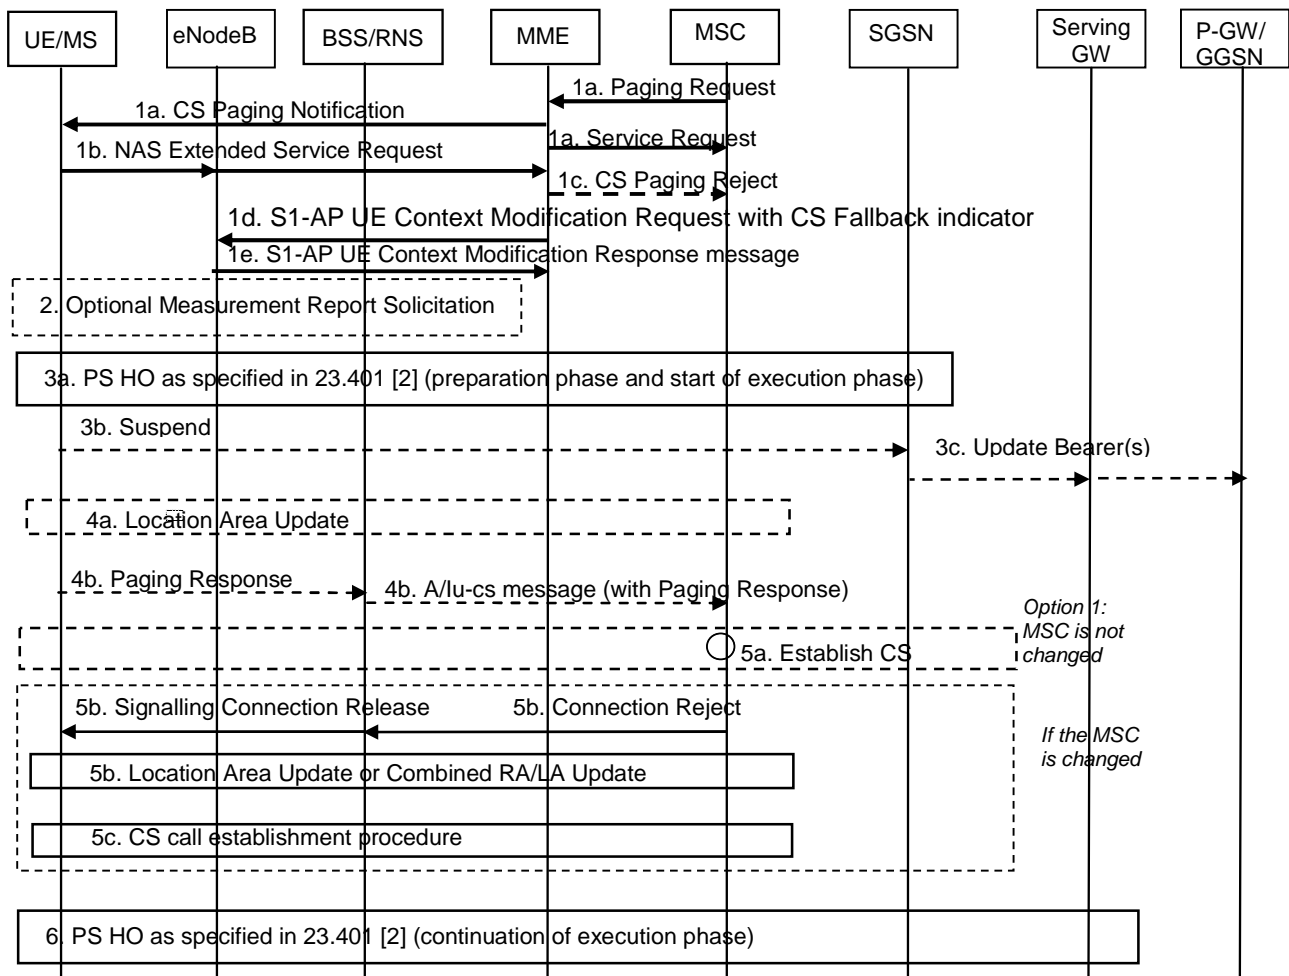 UE/MS
eNodeB
BSS/RNS
MME
MSC
SGSN
Serving
GW
P-GW/
GGSN
1a. Paging Request
1a. CS Paging Notification
1a. Service Request
1b. NAS Extended Service Request
1c. CS Paging Reject
1d. S1-AP UE Context Modification Request with CS Fallback indicator
1e. S1-AP UE Context Modification Response message
2. Optional Measurement Report Solicitation
3a. PS HO as specified in 23.401 [2] (preparation phase and start of execution phase)
3b. Suspend
3c. Update Bearer(s)
4a. Location Area Update
4b. Paging Response
4b. A/Iu-cs message (with Paging Response)
Option 1:
MSC is not
changed
5a. Establish CS
5b. Signalling Connection Release
5b. Connection Reject
If the MSC
is changed
5b. Location Area Update or Combined RA/LA Update
5c. CS call establishment procedure
6. PS HO as specified in 23.401 [2] (continuation of execution phase)